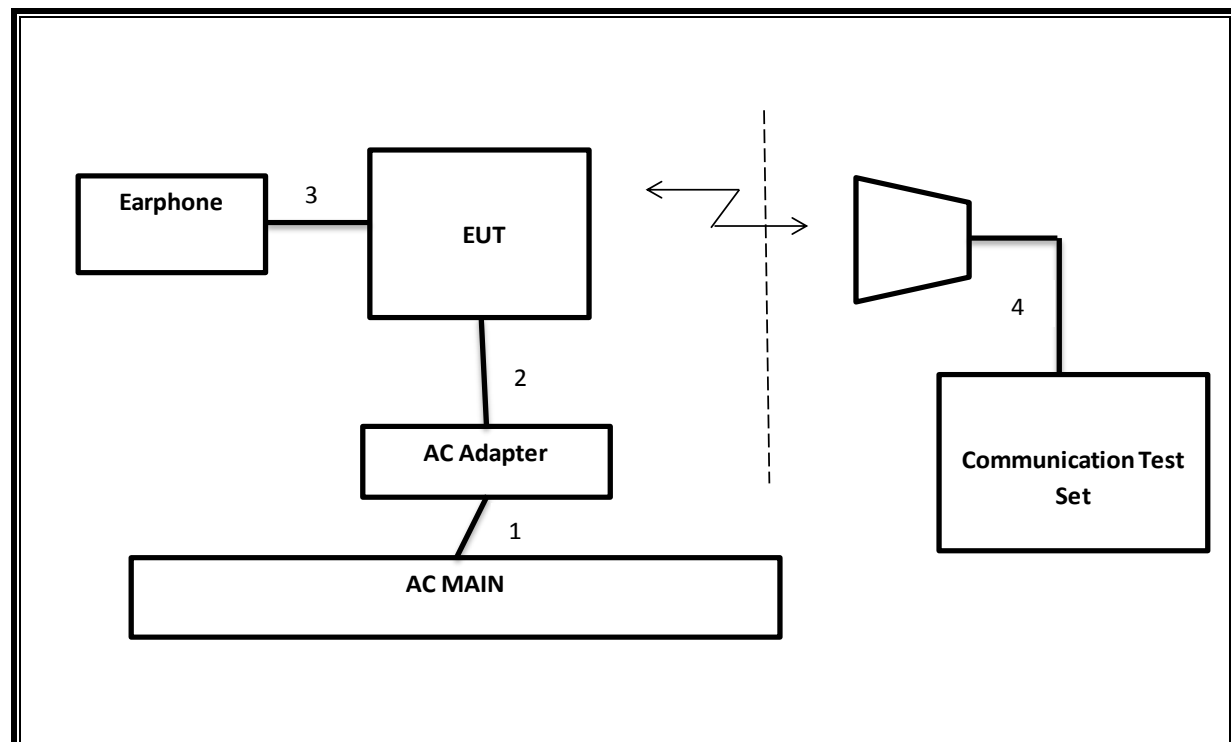 Earphone
3
EUT
4
2
AC Adapter
Communication Test
Set
1
AC MAIN